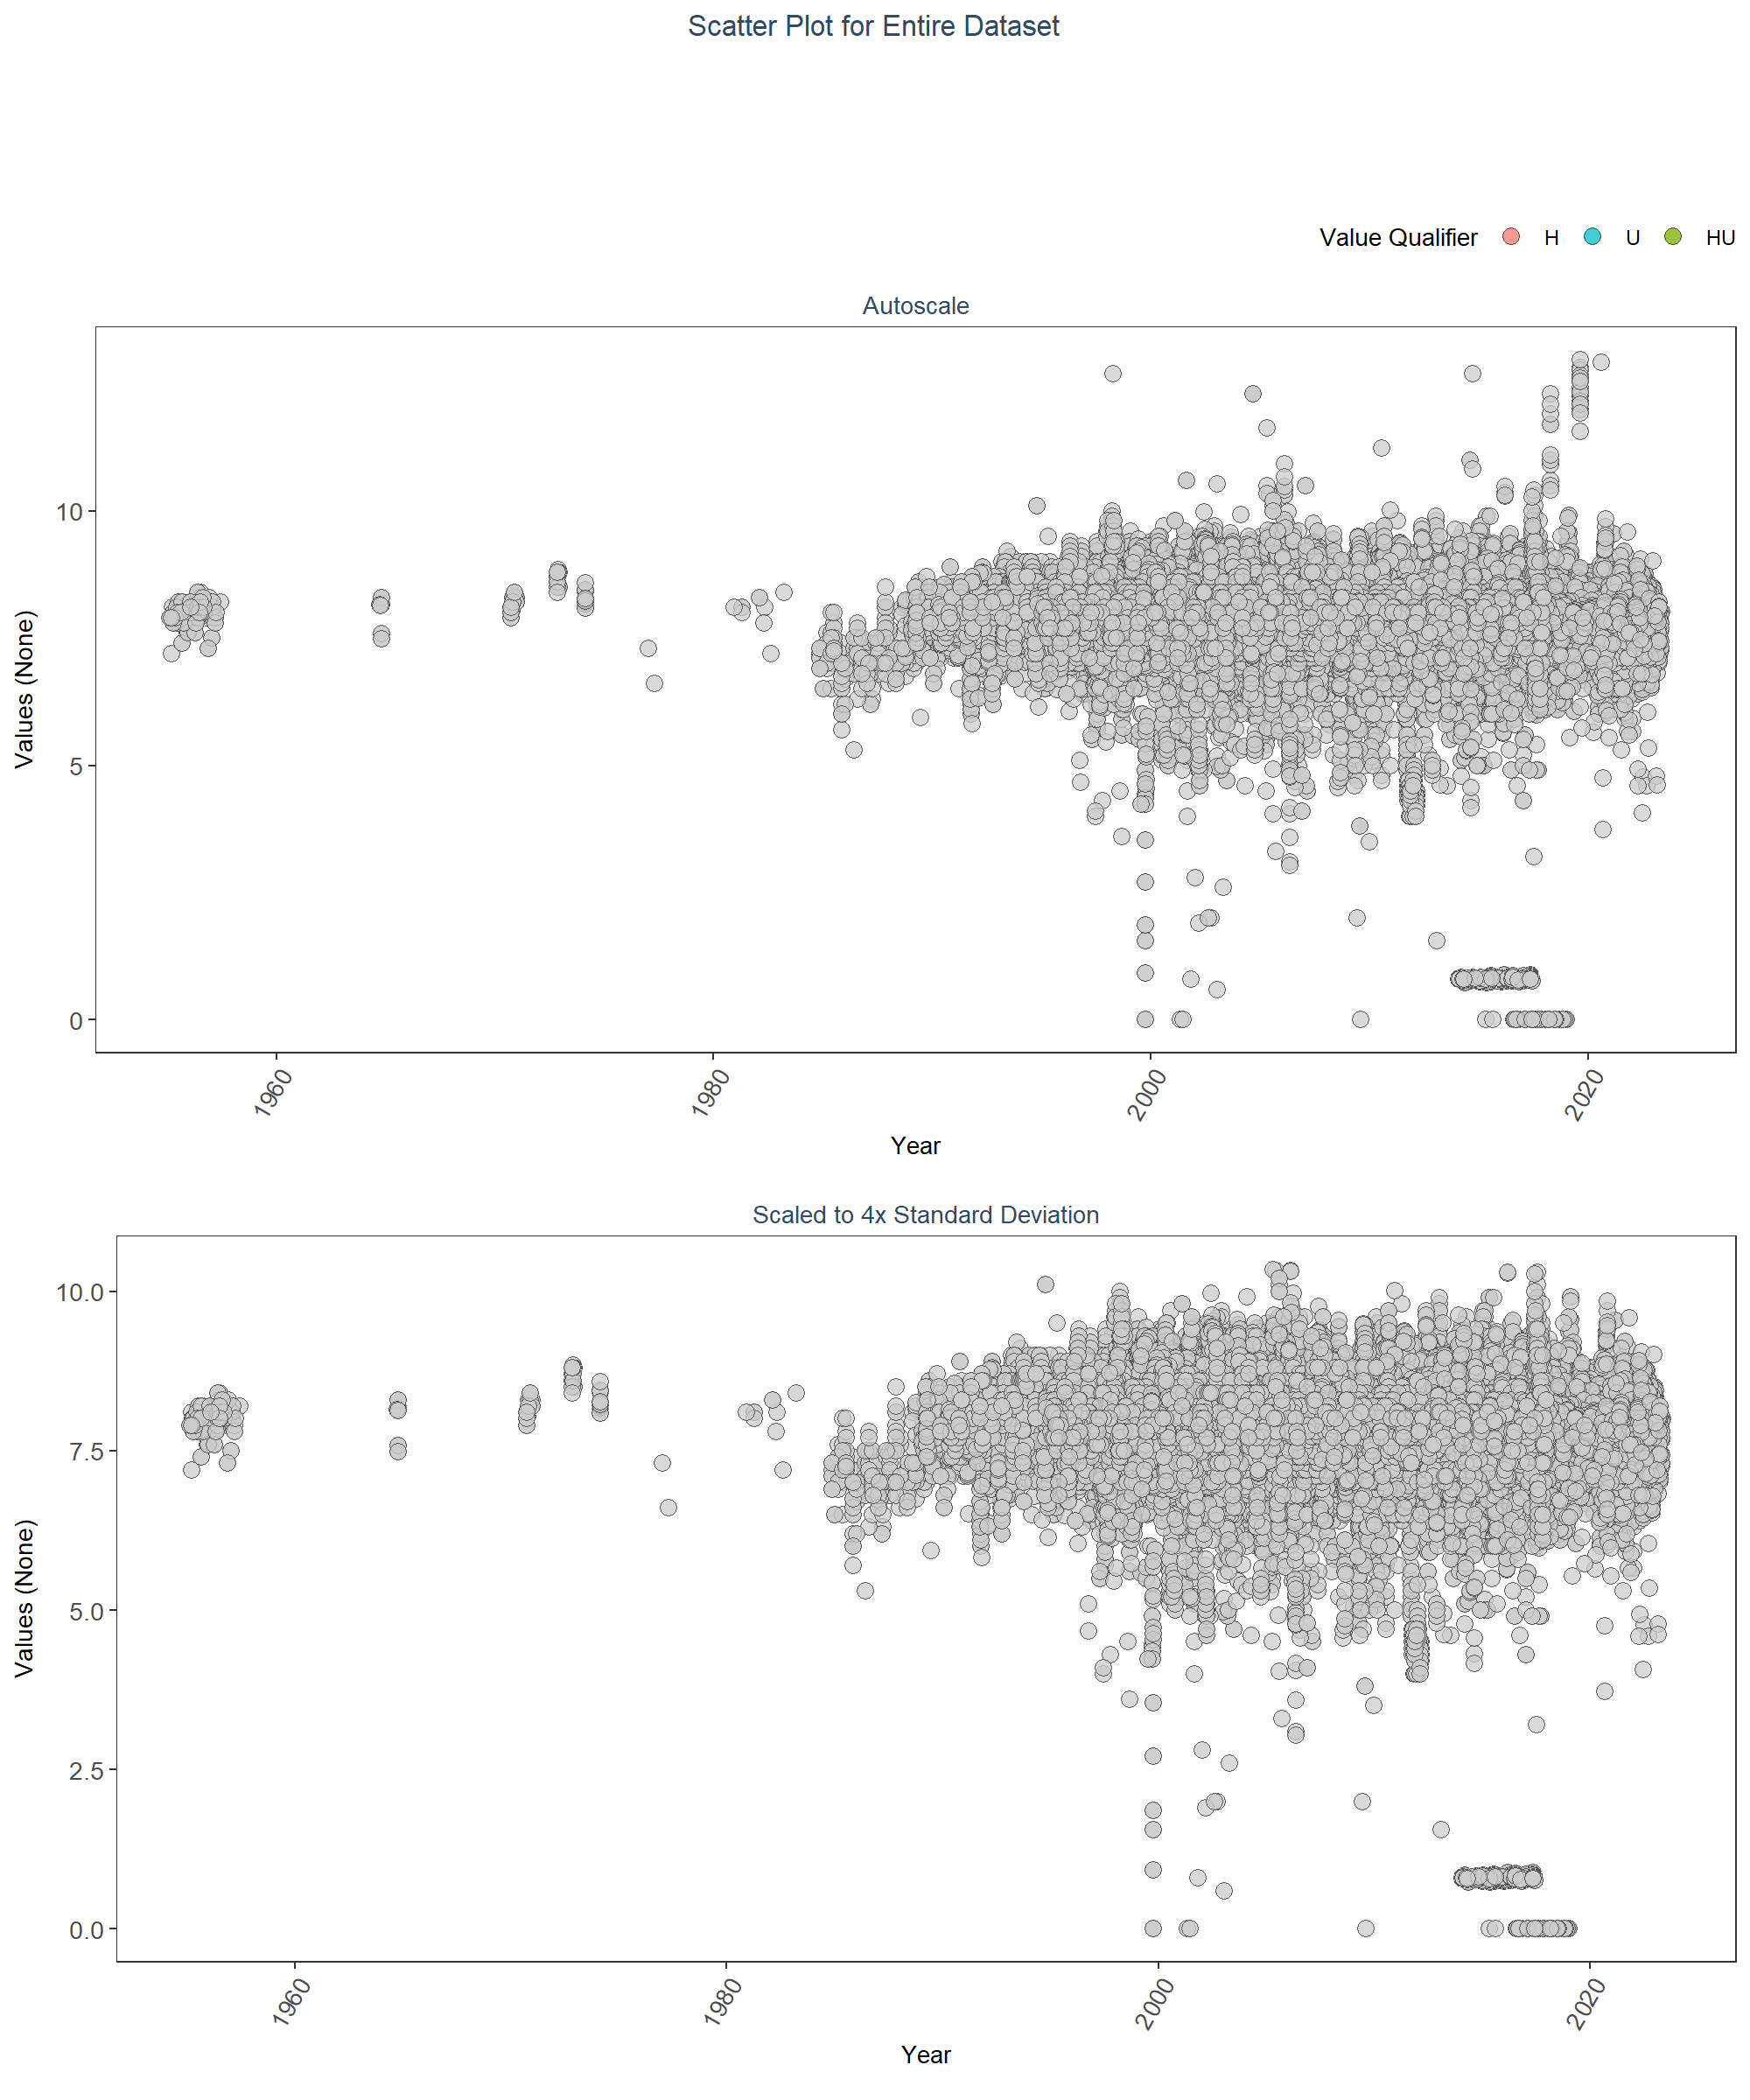 Scatter Plot for Entire Dataset
Value Qualifier H U HU
Autoscale
10
5
0
Values (None)
1960 1980 2000 2020
Year
Scaled to 4x Standard Deviation
10.0
7.5
5.0
2.5
0.0
Values (None)
1960 1980 2000 2020
Year